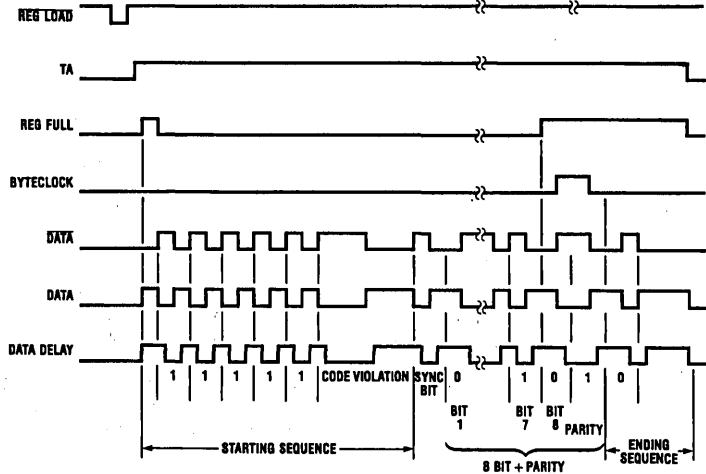 REG LOAD
TA
REG FULL
BYTECLOCK
DATA
DATA
DATA DELAY
1 1 1 1 1 CODE VIOLATION SYNC BIT 0 1 0 1 0
BIT 1 BIT 7 BIT 8 PARITY
STARTING SEQUENCE ENDING SEQUENCE
8 BIT + PARITY